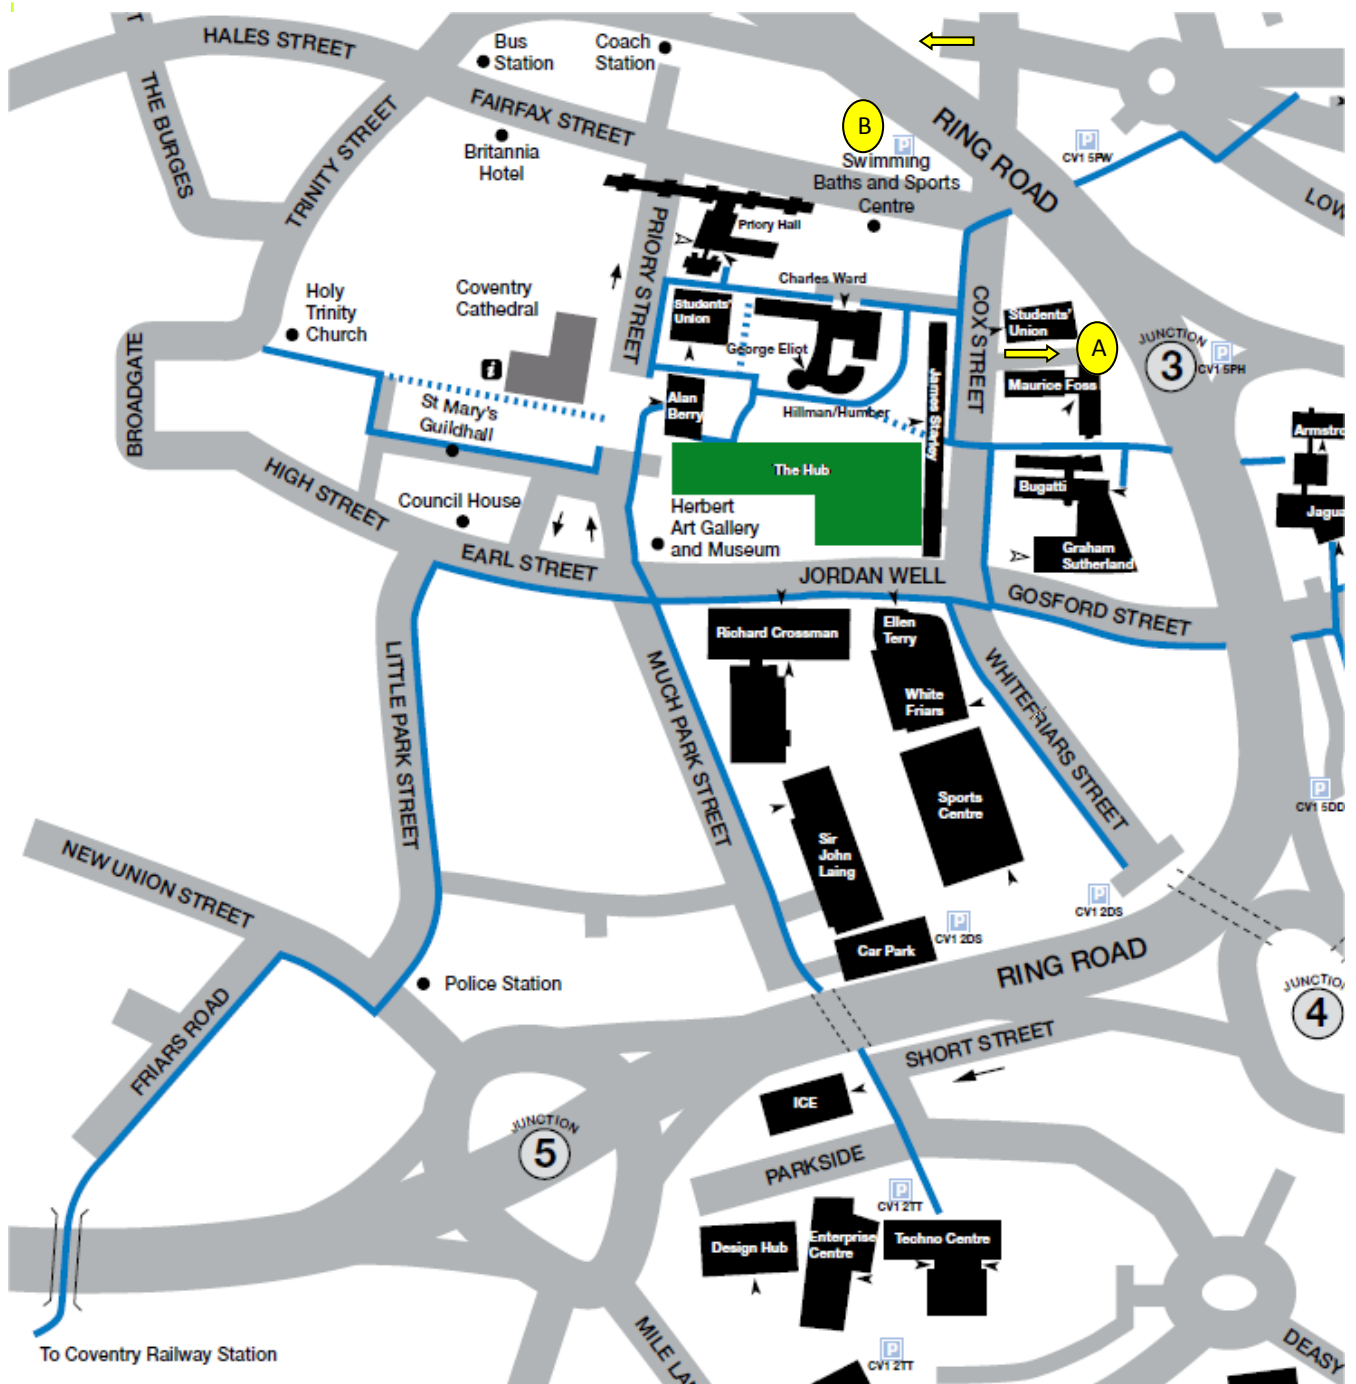 HALES STREET
THE BURGES
TRINITY STREET
Bus
Station
Coach
Station
FAIRFAX STREET
Britannia
Hotel
B
P
Swimming
Baths and Sports
Centre
RING ROAD
P
CV1 5PW
PRIORY STREET
Priory Hall
Holy
Trinity
Church
Coventry
Cathedral
i
Students'
Union
Charles Ward
George Eliot
COX STREET
Students'
Union
A
JUNCTION
3
P
CV1 5PH
BROADGATE
Maurice Foss
Alan
Berry
Hillman/Humber
James Starley
St Mary's
Guildhall
The Hub
Bugatti
HIGH STREET
Council House
Herbert
Art Gallery
and Museum
Graham
Sutherland
EARL STREET
JORDAN WELL
GOSFORD STREET
Richard Crossman
Ellen
Terry
White
Friars
WHITEFRIARS STREET
LITTLE PARK STREET
MUCH PARK STREET
Sports
Centre
P
CV1 5DD
Sir
John
Laing
NEW UNION STREET
P
CV1 2DS
P
CV1 2DS
Car Park
RING ROAD
Police Station
FRIARS ROAD
4
SHORT STREET
ICE
JUNCTION
5
PARKSIDE
P
CV1 2TT
Design Hub
Enterprise
Centre
Techno Centre
MILE
P
CV1 2TT
DEASY
To Coventry Railway Station